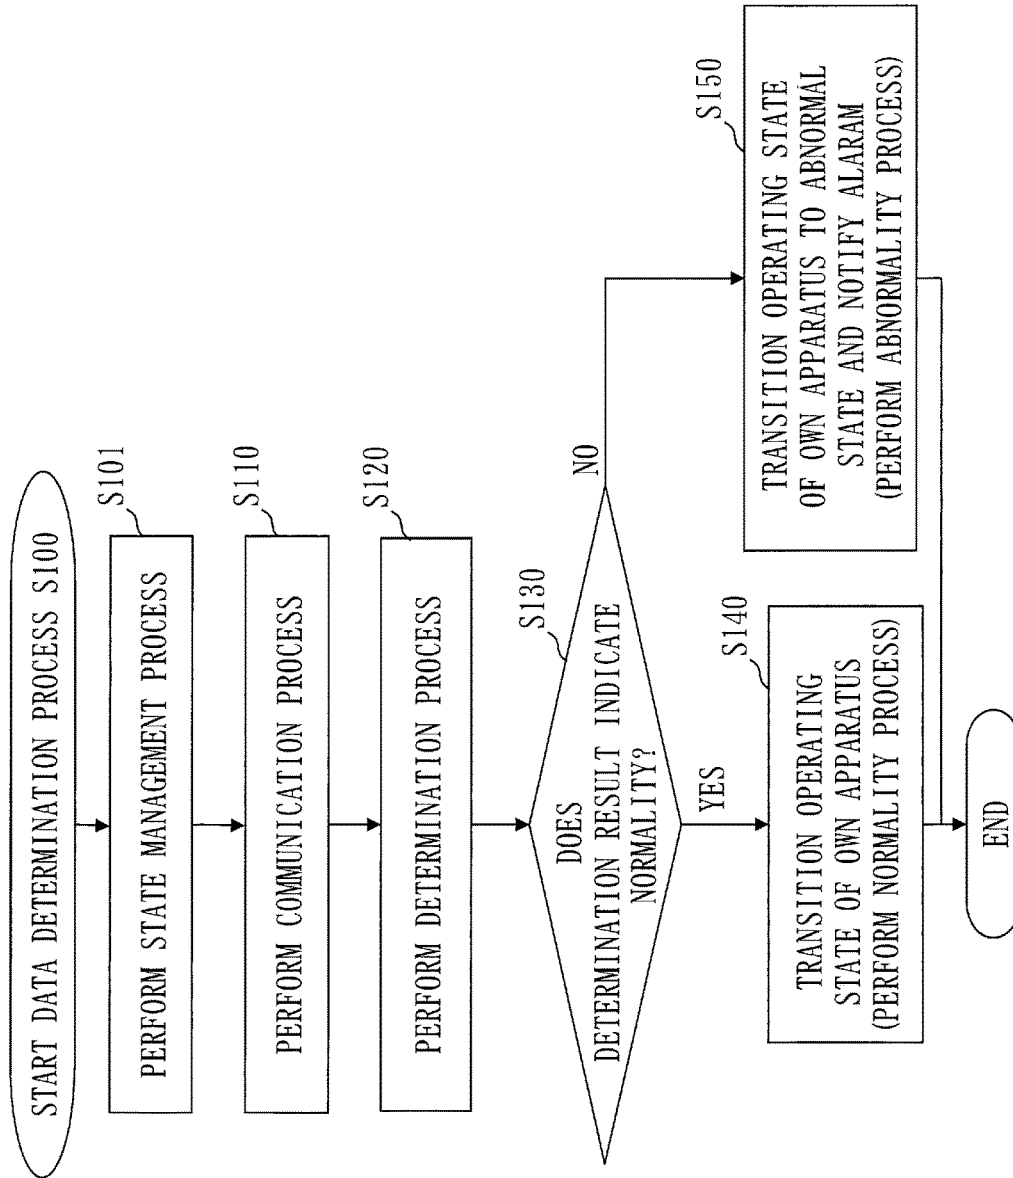 START DATA DETERMINATION PROCESS S100
S101
PERFORM STATE MANAGEMENT PROCESS
S110
PERFORM COMMUNICATION PROCESS
S120
PERFORM DETERMINATION PROCESS
S130
DOES
DETERMINATION RESULT INDICATE
NORMALITY?
NO
YES
S140
TRANSITION OPERATING
STATE OF OWN APPARATUS
(PERFORM NORMALITY PROCESS)
S150
TRANSITION OPERATING STATE
OF OWN APPARATUS TO ABNORMAL
STATE AND NOTIFY ALARAM
(PERFORM ABNORMALITY PROCESS)
END